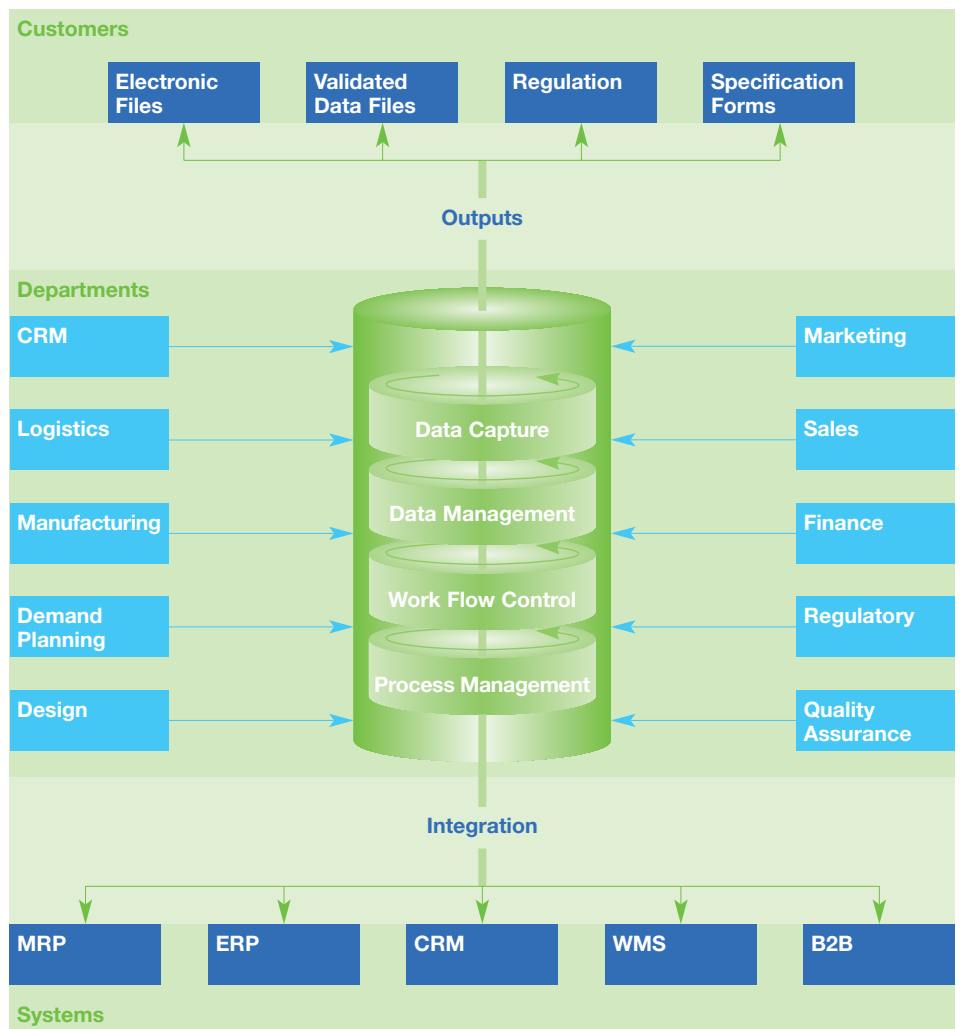 Customers
Electronic
Files
Validated
Data Files
Regulation
Specification
Forms
Outputs
Departments
CRM
Logistics
Manufacturing
Demand
Planning
Design
Data Capture
Data Management
Work Flow Control
Process Management
Marketing
Sales
Finance
Regulatory
Quality
Assurance
Integration
MRP
ERP
CRM
WMS
B2B
Systems